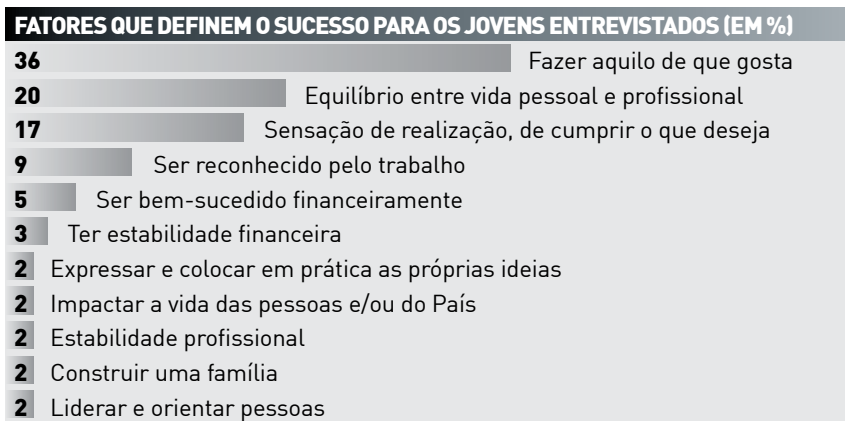 FATORES QUE DEFINEM O SUCESSO PARA OS JOVENS ENTREVISTADOS (EM %)
36 Fazer aquilo de que gosta
20 Equilíbrio entre vida pessoal e profissional
17 Sensação de realização, de cumprir o que deseja
9 Ser reconhecido pelo trabalho
5 Ser bem-sucedido financeiramente
3 Ter estabilidade financeira
2 Expressar e colocar em prática as próprias ideias
2 Impactar a vida das pessoas e/ou do País
2 Estabilidade profissional
2 Construir uma família
2 Liderar e orientar pessoas